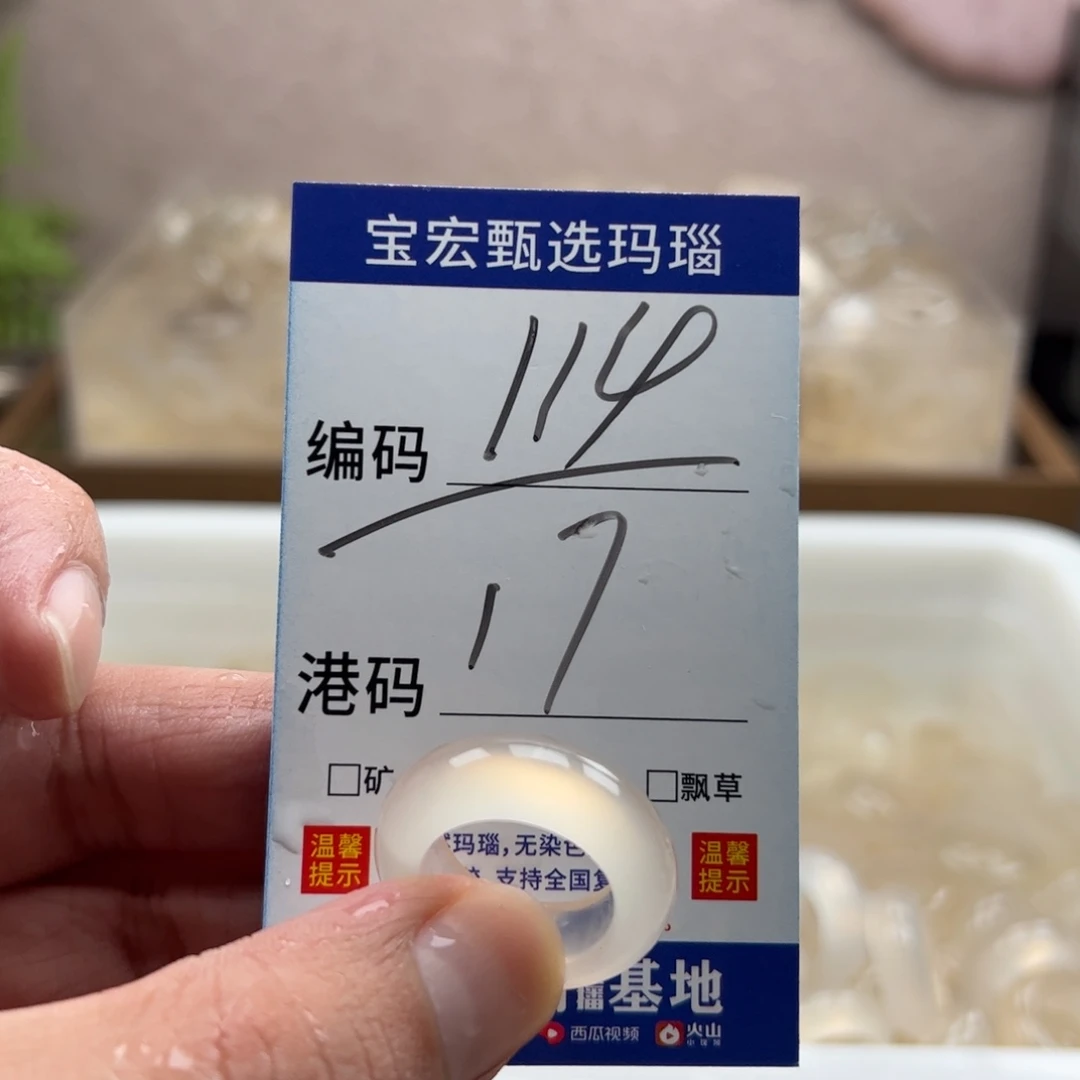 宝宏甄选玛瑙
编码 114
港码 17
□矿 □飘草
温馨提示 玛瑙,无染色 温馨提示
支持全国复
播基地
西瓜视频 火山